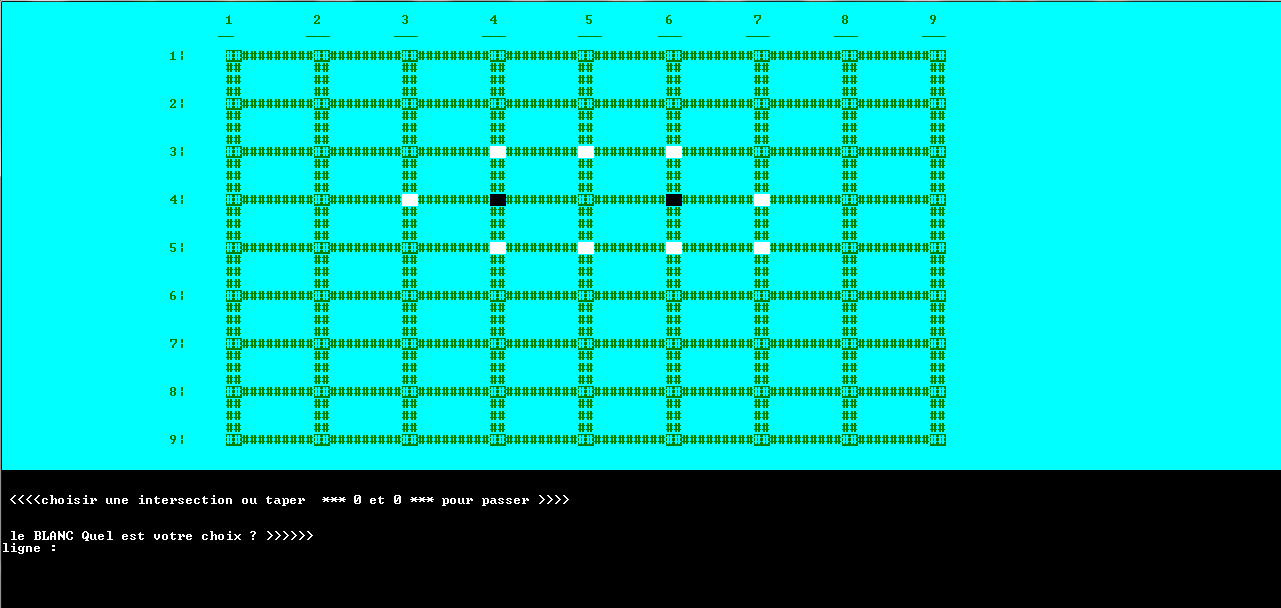 1 2 3 4 5 6 7 8 9
1|
2|
3|
4|
5|
6|
7|
8|
9|
<<<<choisir une intersection ou taper *** 0 et 0 *** pour passer >>>>
le BLANC Quel est votre choix ? >>>>>>
ligne :